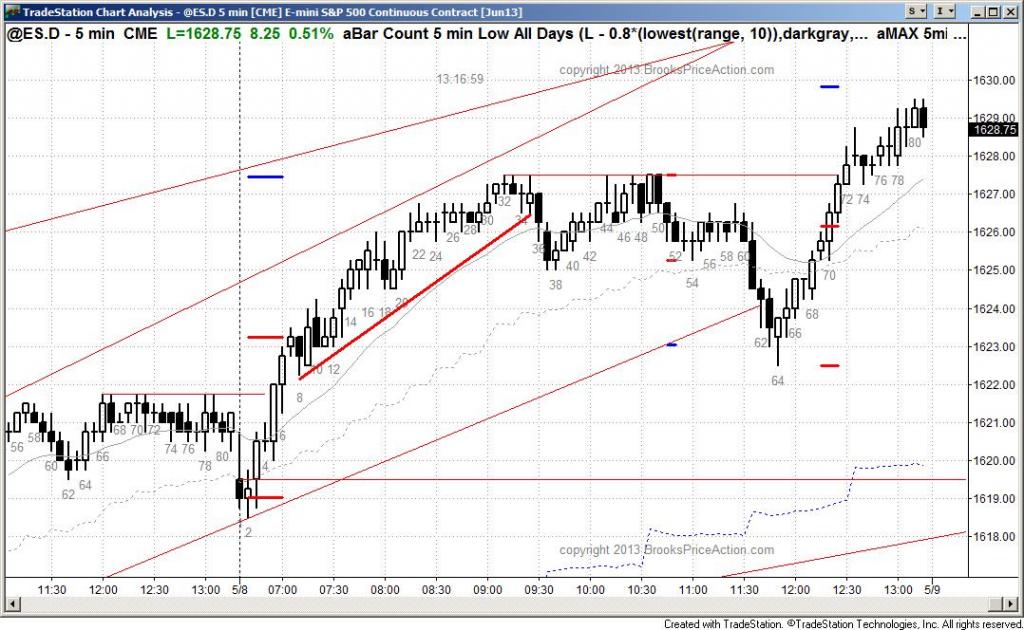 TradeStation Chart Analysis - @ES.D 5 min [CME] E-mini S&P 500 Continuous Contract [Jun13]
S I
@ES.D - 5 min CME L=1628.75 8.25 0.51% aBar Count 5 min Low All Days (L - 0.8*(lowest(range, 10)),darkgray,... aMAX 5mi ...
copyright 2013 BrooksPriceAction.com
13:16:59
1630.00
1629.00
1628.75
1628.00
1627.00
1626.00
1625.00
1624.00
1623.00
1622.00
1621.00
1620.00
1619.00
1618.00
56 58 60 62 64 66 68 70 72 74 76 78 80
2 4 6 8 10 12 14 16 18 20 22 24 26 28 30 32 34 36 38 40 42 44 46 48 50 52 54 56 58 60 62 64 66 68 70 72 74 76 78 80
copyright 2013 BrooksPriceAction.com
11:30 12:00 12:30 13:00 5/8 07:00 07:30 08:00 08:30 09:00 09:30 10:00 10:30 11:00 11:30 12:00 12:30 13:00 5/9
Created with TradeStation. ©TradeStation Technologies, Inc. All rights reserved.